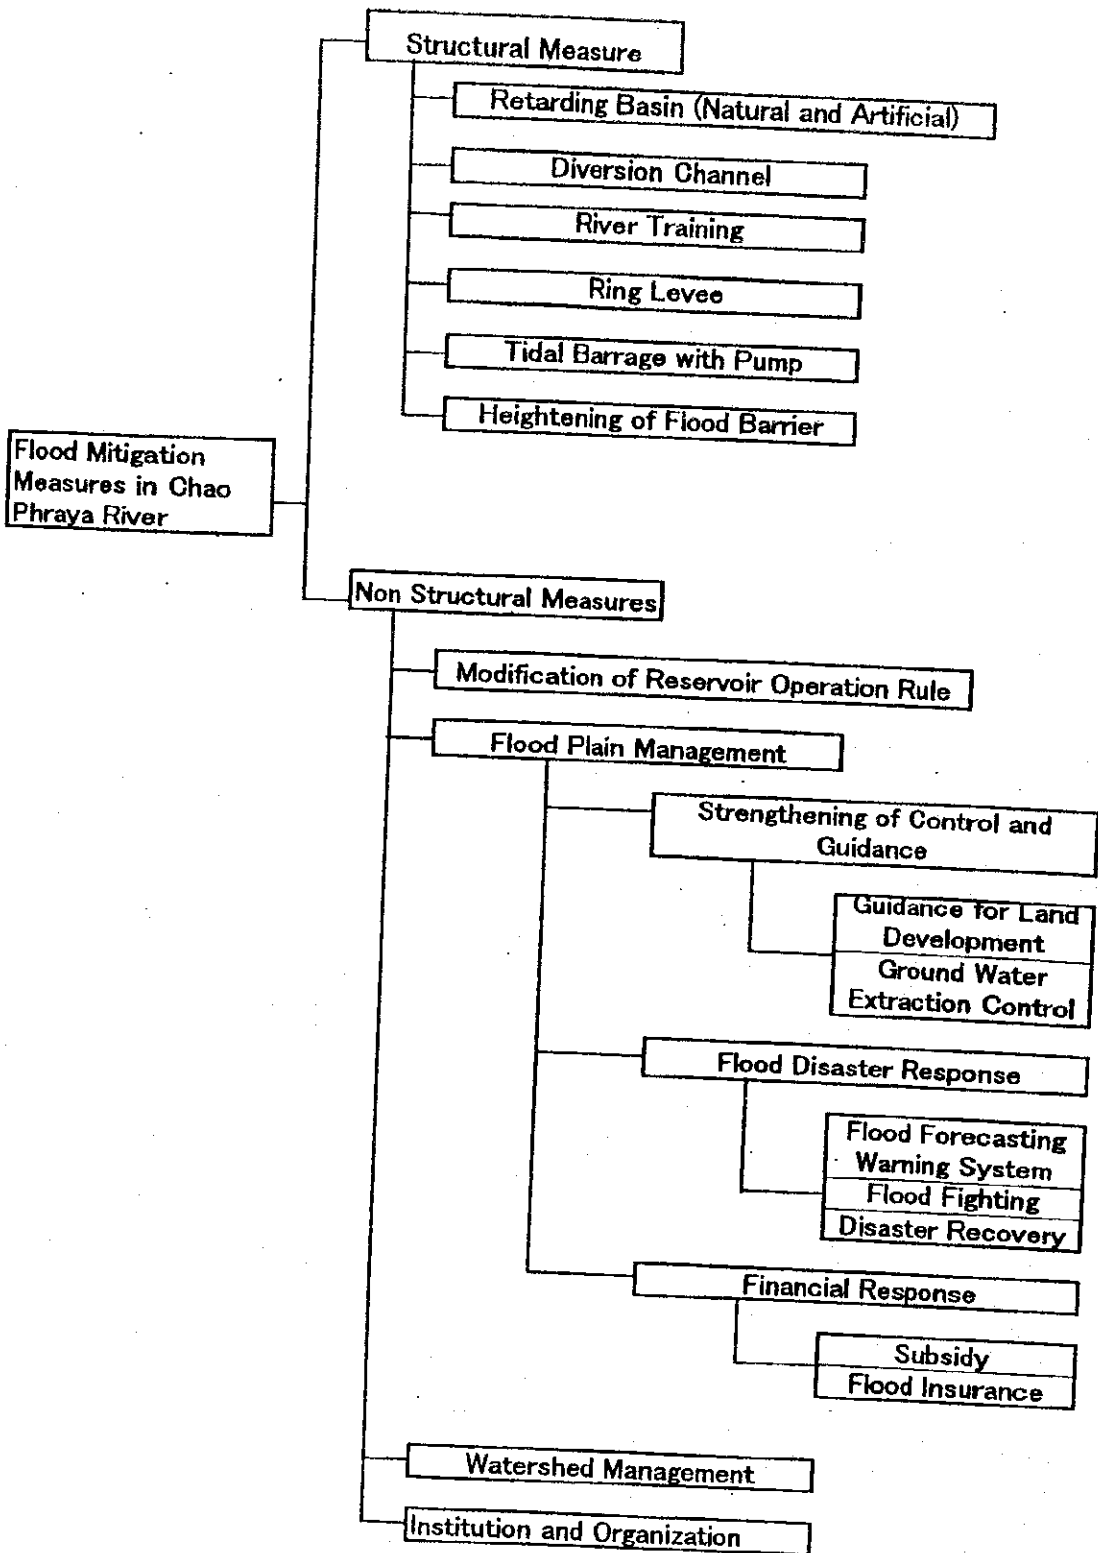 Structural Measure
Retarding Basin (Natural and Artificial)
Diversion Channel
River Training
Ring Levee
Tidal Barrage with Pump
Heightening of Flood Barrier
Flood Mitigation
Measures in Chao
Phraya River
Non Structural Measures
Modification of Reservoir Operation Rule
Flood Plain Management
Strengthening of Control and
Guidance
Guidance for Land
Development
Ground Water
Extraction Control
Flood Disaster Response
Flood Forecasting
Warning System
Flood Fighting
Disaster Recovery
Financial Response
Subsidy
Flood Insurance
Watershed Management
Institution and Organization